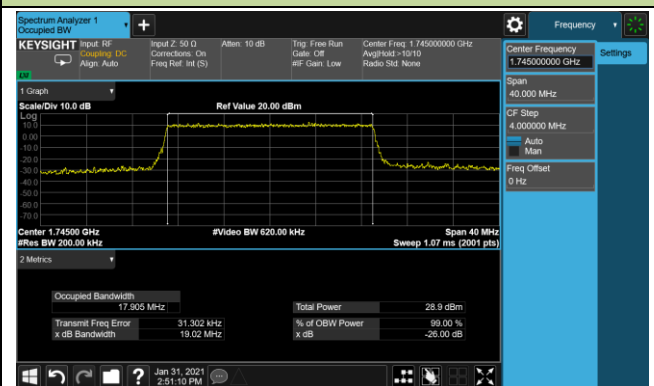 Spectrum Analyzer 1
Occupied BW
Frequency
KEYSIGHT
Input: RF
Coupling: DC
Align: Auto
Input Z: 50 Ω
Corrections: On
Freq Ref: Int (S)
Atten: 10 dB
Trig: Free Run
Gate: Off
#IF Gain: Low
Center Freq: 1.745000000 GHz
Avg|Hold:>10/10
Radio Std: None
Center Frequency
1.745000000 GHz
Settings
Span
40.000 MHz
CF Step
4.000000 MHz
Auto
Man
Freq Offset
0 Hz
1 Graph
Scale/Div 10.0 dB
Ref Value 20.00 dBm
Log
10.0
0.00
-10.0
-20.0
-30.0
-40.0
-50.0
-60.0
-70.0
Center 1.74500 GHz
#Video BW 620.00 kHz
Span 40 MHz
#Res BW 200.00 kHz
Sweep 1.07 ms (2001 pts)
2 Metrics
Occupied Bandwidth
17.905 MHz
Total Power
28.9 dBm
Transmit Freq Error
31.302 kHz
% of OBW Power
99.00 %
x dB Bandwidth
19.02 MHz
x dB
-26.00 dB
?
Jan 31, 2021
2:51:10 PM